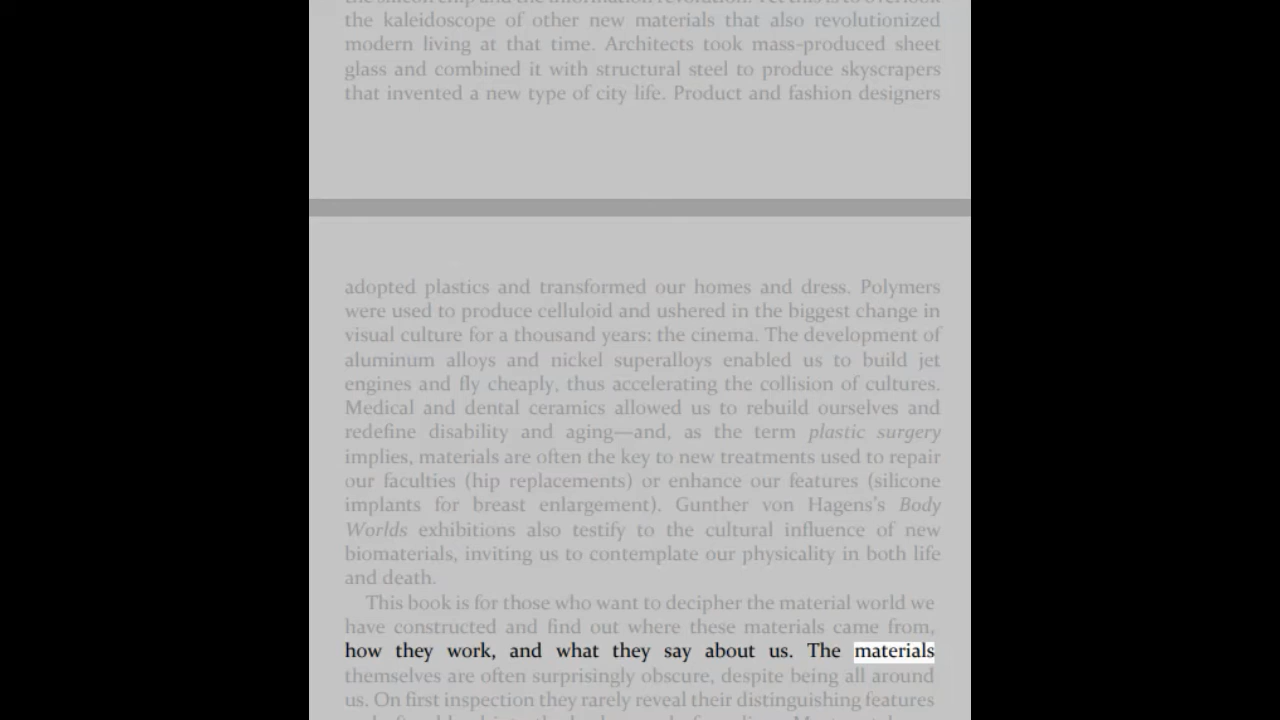 the kaleidoscope of other new materials that also revolutionized
modern living at that time. Architects took mass-produced sheet
glass and combined it with structural steel to produce skyscrapers
that invented a new type of city life. Product and fashion designers
adopted plastics and transformed our homes and dress. Polymers
were used to produce celluloid and ushered in the biggest change in
visual culture for a thousand years: the cinema. The development of
aluminum alloys and nickel superalloys enabled us to build jet
engines and fly cheaply, thus accelerating the collision of cultures.
Medical and dental ceramics allowed us to rebuild ourselves and
redefine disability and aging—and, as the term plastic surgery
implies, materials are often the key to new treatments used to repair
our faculties (hip replacements) or enhance our features (silicone
implants for breast enlargement). Gunther von Hagens's Body
Worlds exhibitions also testify to the cultural influence of new
biomaterials, inviting us to contemplate our physicality in both life
and death.
This book is for those who want to decipher the material world we
have constructed and find out where these materials came from,
how they work, and what they say about us. The materials
themselves are often surprisingly obscure, despite being all around
us. On first inspection they rarely reveal their distinguishing features